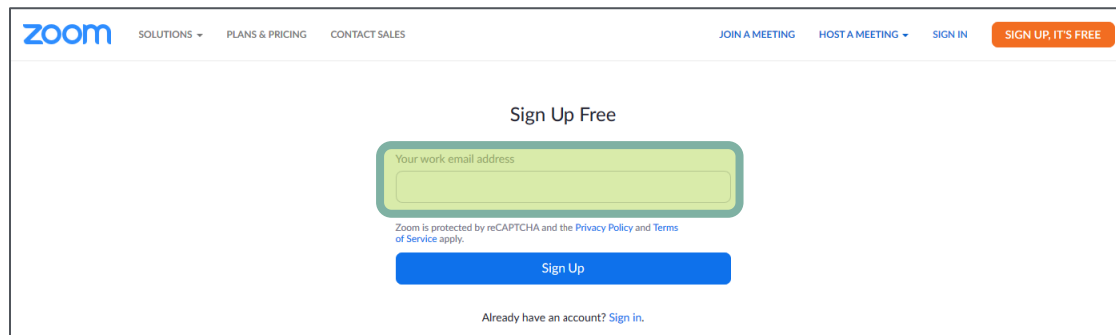 zoom SOLUTIONS PLANS & PRICING CONTACT SALES JOIN A MEETING HOST A MEETING SIGN IN SIGN UP, IT'S FREE
Sign Up Free
Your work email address
Zoom is protected by reCAPTCHA and the Privacy Policy and Terms
of Service apply.
Sign Up
Already have an account? Sign in.